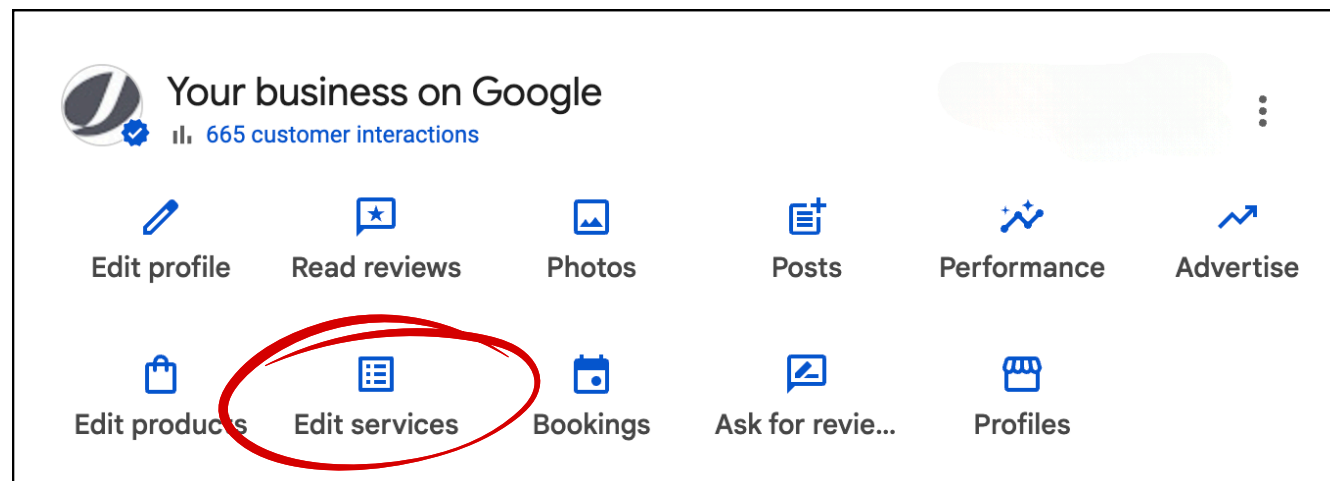 Your business on Google
665 customer interactions
Edit profile Read reviews Photos Posts Performance Advertise
Edit products Edit services Bookings Ask for revie... Profiles